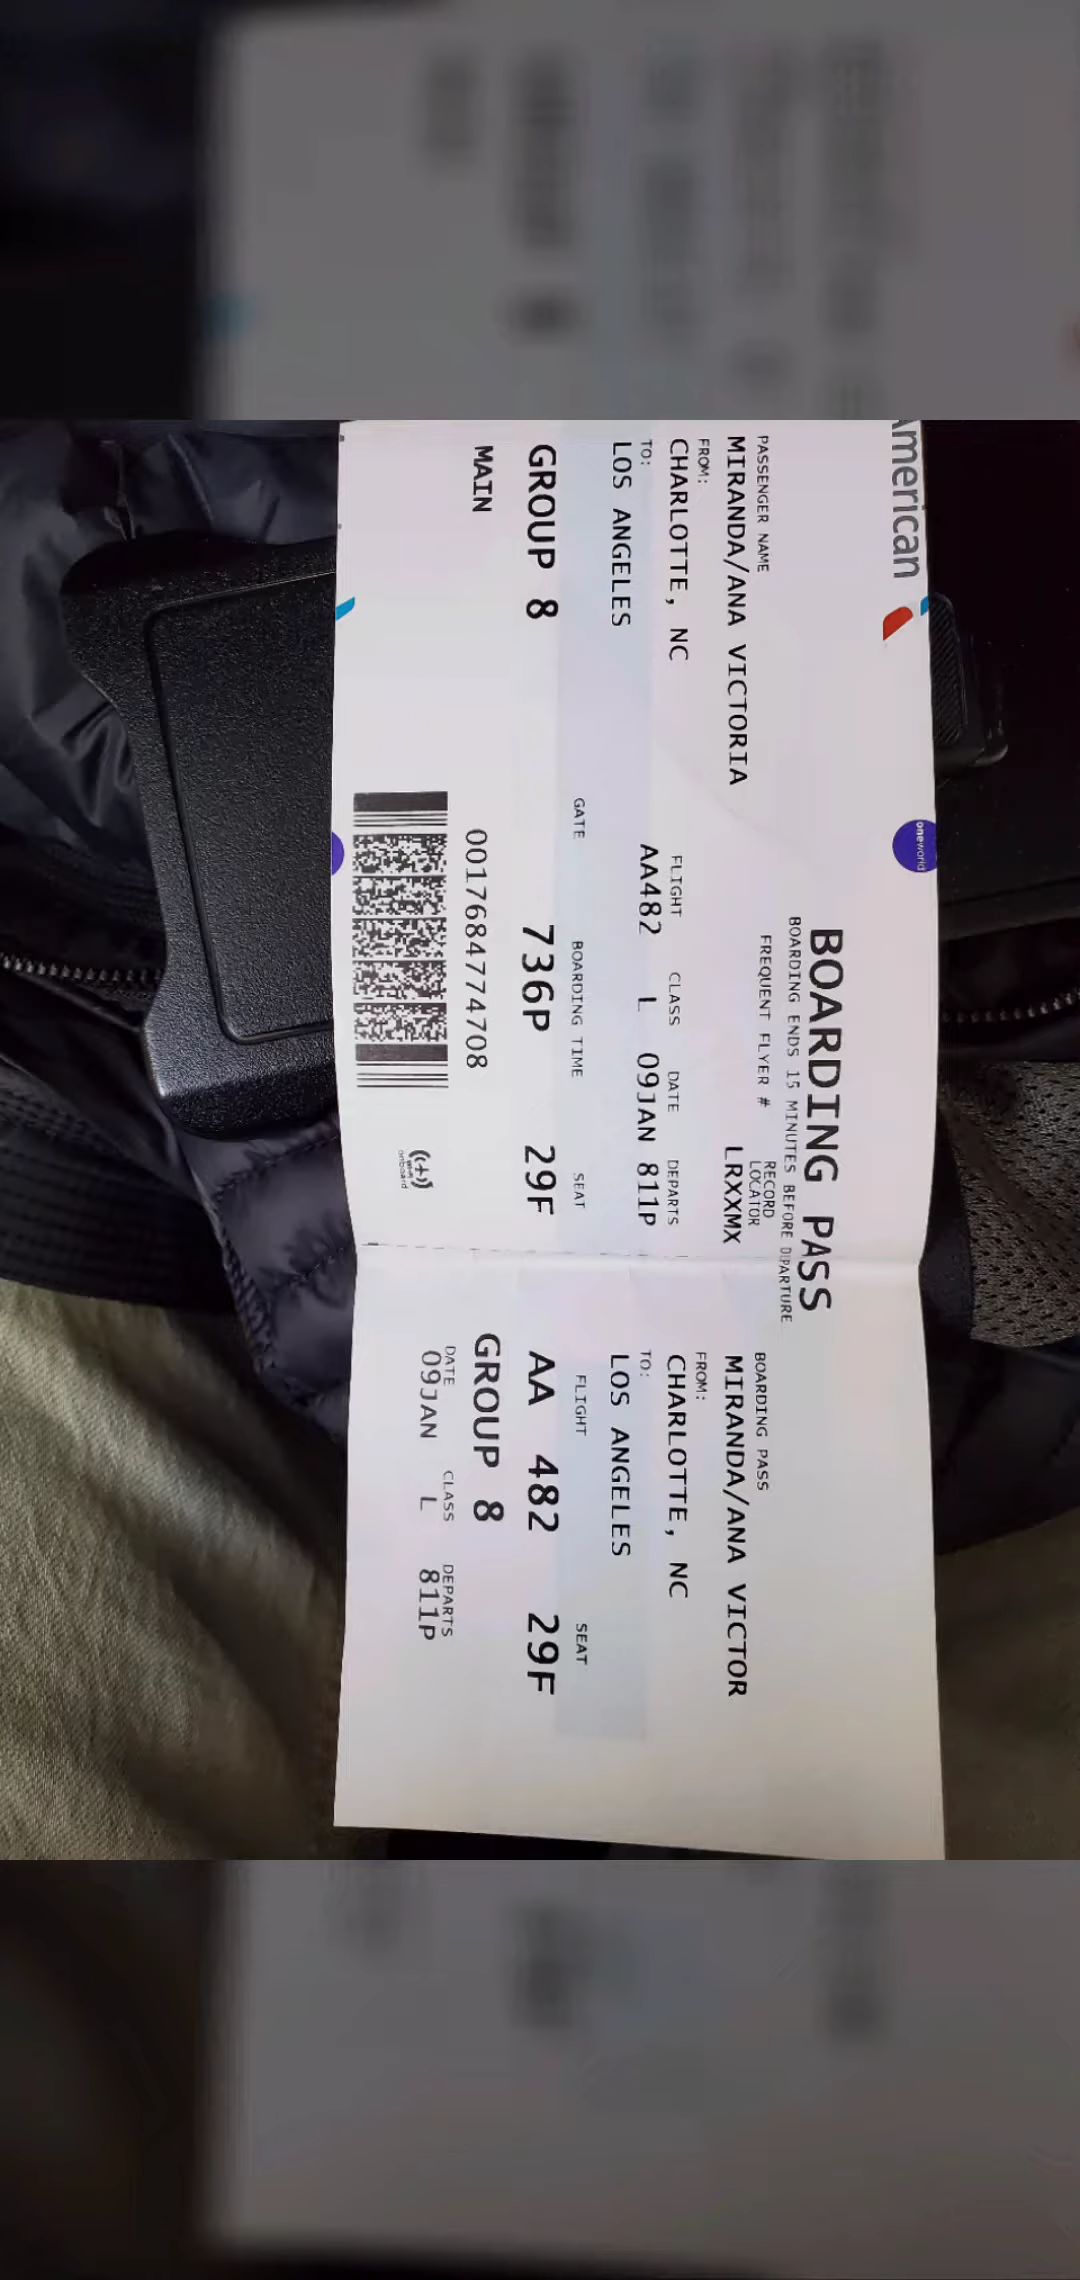 American
oneworld
BOARDING PASS
BOARDING ENDS 15 MINUTES BEFORE DEPARTURE
PASSENGER NAME
FREQUENT FLYER #
RECORD LOCATOR
MIRANDA/ANA VICTORIA
LRXXMX
FROM:
CHARLOTTE, NC
FLIGHT CLASS DATE DEPARTS
AA482 L 09JAN 811P
TO:
LOS ANGELES
GATE BOARDING TIME SEAT
GROUP 8 736P 29F
MAIN
0017684774708
wifi onboard
BOARDING PASS
MIRANDA/ANA VICTOR
FROM:
CHARLOTTE, NC
TO:
LOS ANGELES
FLIGHT SEAT
AA 482 29F
GROUP 8
DATE CLASS DEPARTS
09JAN L 811P